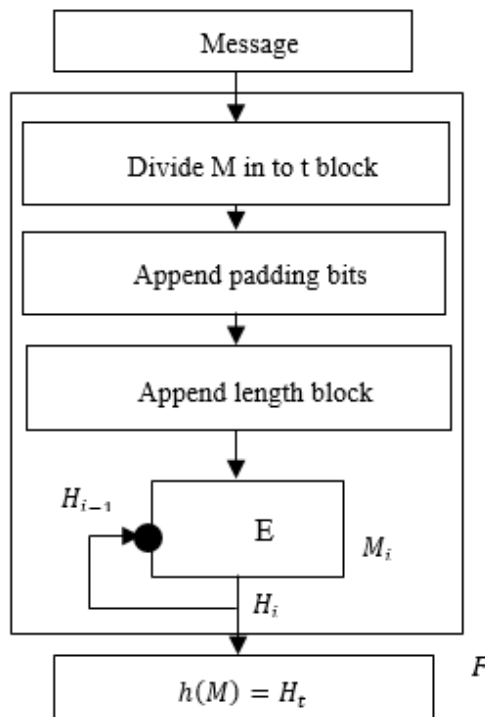 Message
Divide M in to t block
Append padding bits
Append length block
H_{i-1}
E
M_i
H_i
F
h(M) = H_t